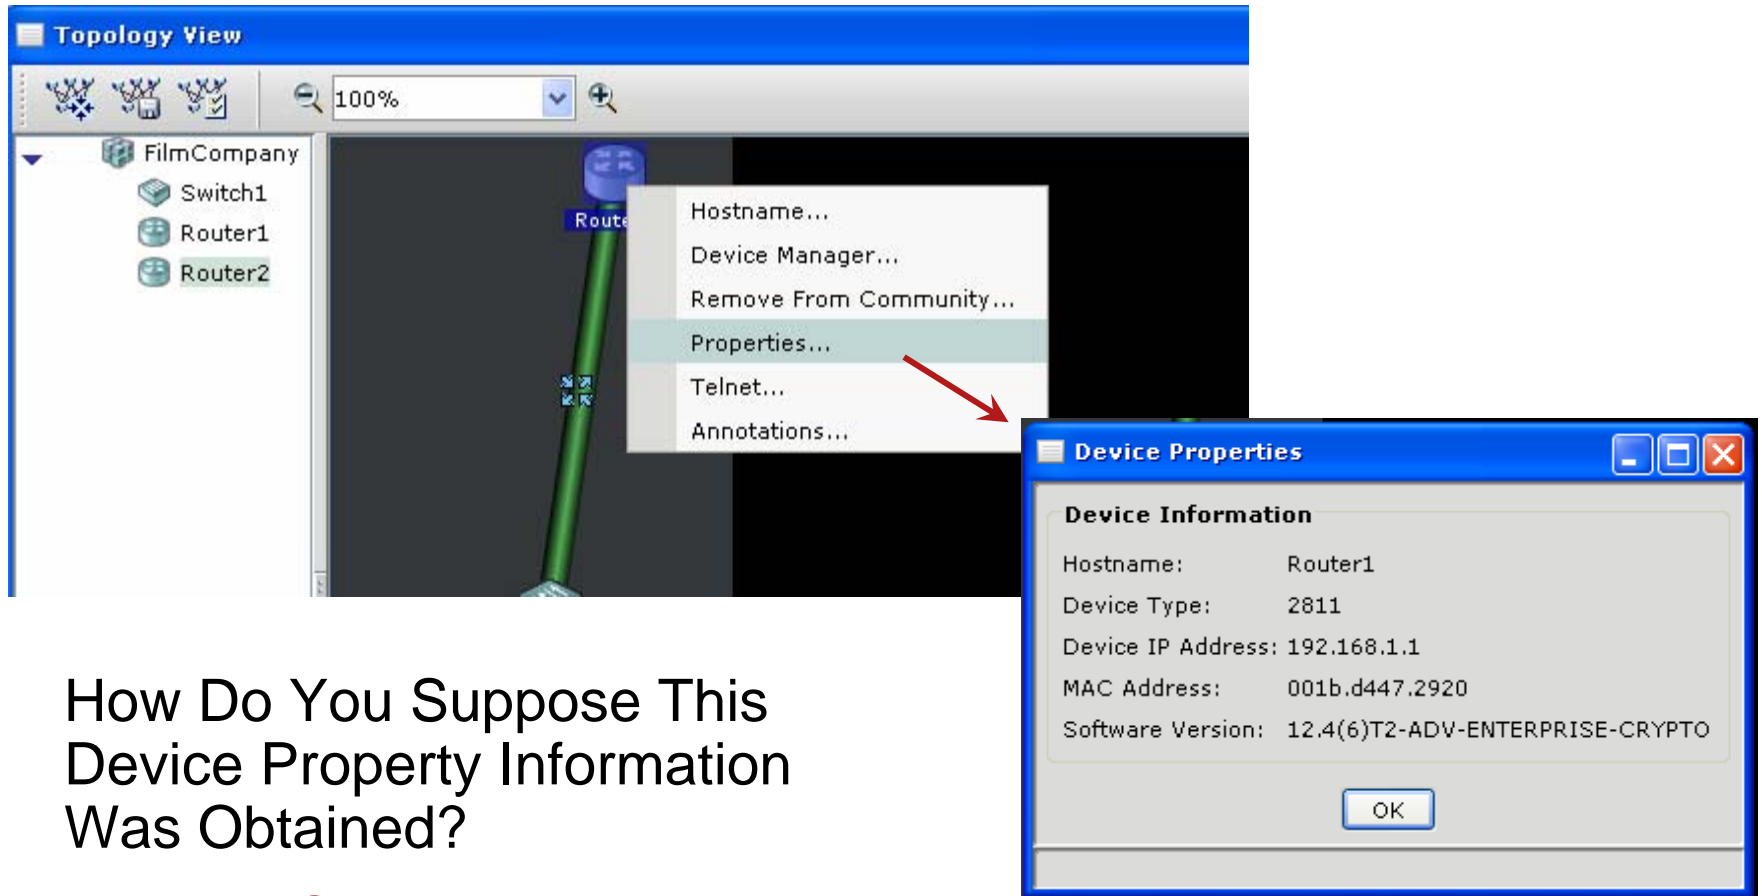 Topology View
100%
FilmCompany
Switch1
Router1
Router2
Route
Hostname...
Device Manager...
Remove From Community...
Properties...
Telnet...
Annotations...
Device Properties
Device Information
Hostname: Router1
Device Type: 2811
Device IP Address: 192.168.1.1
MAC Address: 001b.d447.2920
Software Version: 12.4(6)T2-ADV-ENTERPRISE-CRYPTO
OK
How Do You Suppose This
Device Property Information
Was Obtained?